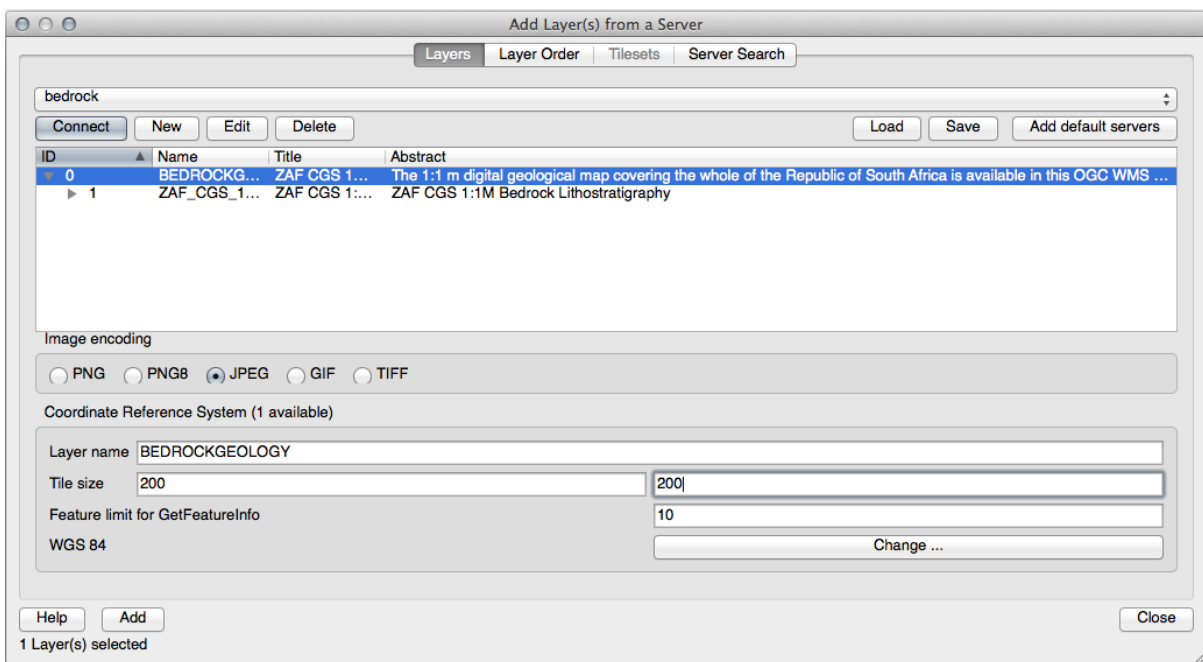 Add Layer(s) from a Server
Layers Layer Order Tilesets Server Search
bedrock
Connect New Edit Delete Load Save Add default servers
ID Name Title Abstract
0 BEDROCKG... ZAF CGS 1... The 1:1 m digital geological map covering the whole of the Republic of South Africa is available in this OGC WMS ...
1 ZAF_CGS_1... ZAF CGS 1:... ZAF CGS 1:1M Bedrock Lithostratigraphy
Image encoding
PNG PNG8 JPEG GIF TIFF
Coordinate Reference System (1 available)
Layer name BEDROCKGEOLOGY
Tile size 200 200
Feature limit for GetFeatureInfo 10
WGS 84 Change ...
Help Add Close
1 Layer(s) selected